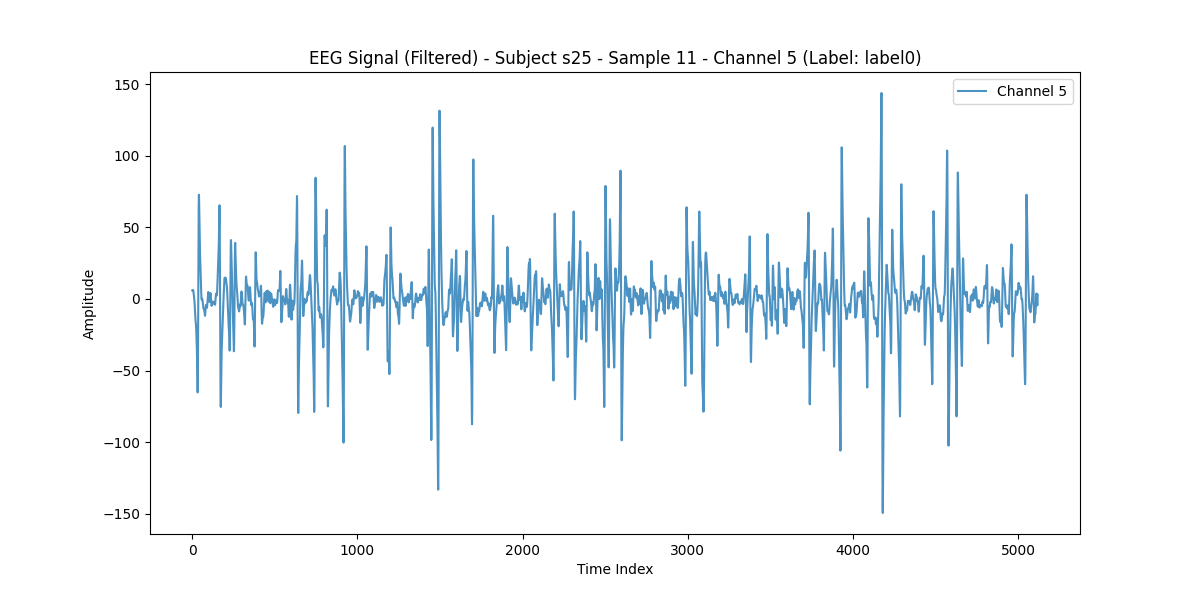 EEG Signal (Filtered) - Subject s25 - Sample 11 - Channel 5 (Label: label0)
Channel 5
150
100
50
0
−50
−100
−150
Amplitude
0 1000 2000 3000 4000 5000
Time Index